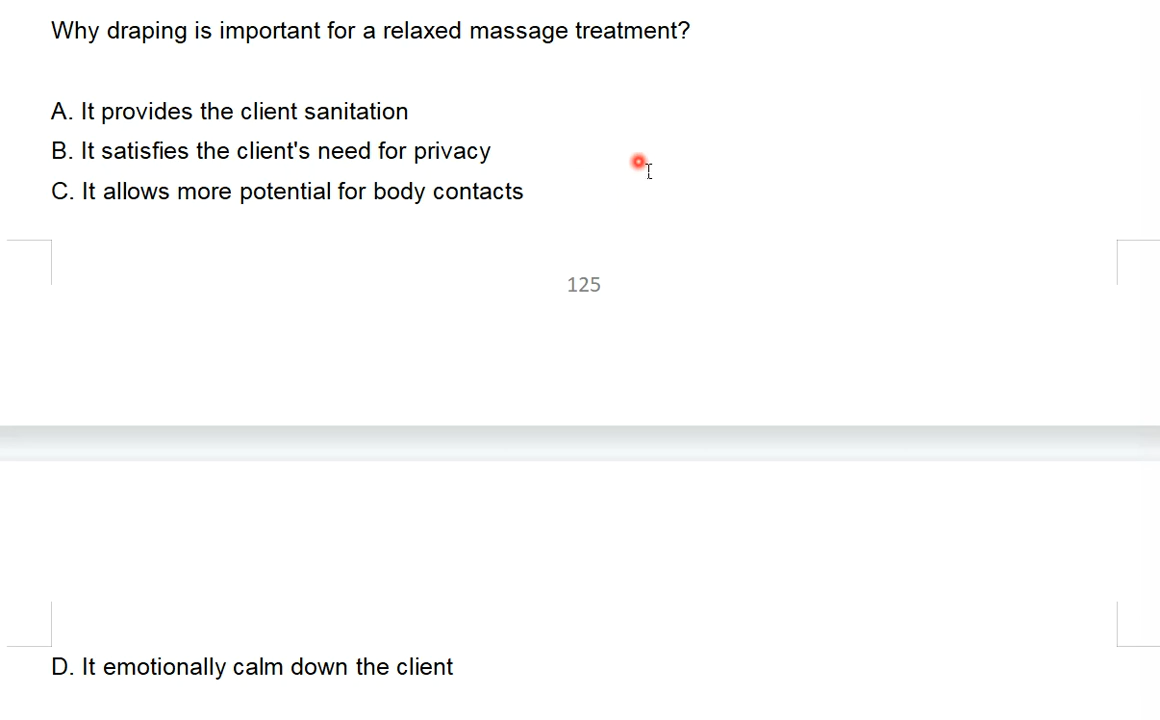 Why draping is important for a relaxed massage treatment?
A. It provides the client sanitation
B. It satisfies the client's need for privacy
C. It allows more potential for body contacts
125
D. It emotionally calm down the client